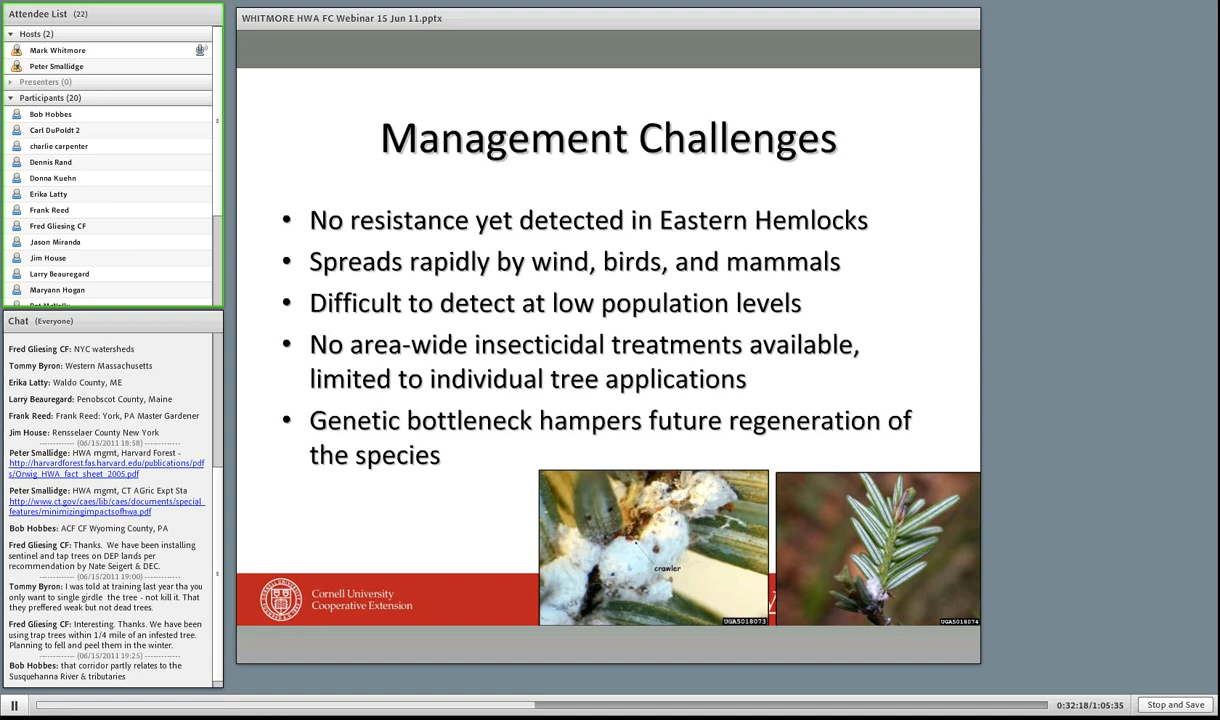 Attendee List (22)
Hosts (2)
Mark Whitmore
Peter Smallidge
Presenters (0)
Participants (20)
Bob Hobbes
Carl DuPoldt 2
charlie carpenter
Dennis Rand
Donna Kuehn
Erika Latty
Frank Reed
Fred Gliesing CF
Jason Miranda
Jim House
Larry Beauregard
Maryann Hogan
Chat (Everyone)
Fred Gliesing CF: NYC watersheds
Tommy Byron: Western Massachusetts
Erika Latty: Waldo County, ME
Larry Beauregard: Penobscot County, Maine
Frank Reed: Frank Reed: York, PA Master Gardener
Jim House: Rensselaer County New York
------------- (06/15/2011 18:58) -------------
Peter Smallidge: HWA mgmt, Harvard Forest -
http://harvardforest.fas.harvard.edu/publications/pdf
s/Orwig_HWA_fact_sheet_2005.pdf
Peter Smallidge: HWA mgmt, CT AGric Expt Sta
http://www.ct.gov/caes/lib/caes/documents/special_
features/minimizingimpactsofhwa.pdf
Bob Hobbes: ACF CF Wyoming County, PA
Fred Gliesing CF: Thanks. We have been installing
sentinel and tap trees on DEP lands per
recommendation by Nate Seigert & DEC.
------------- (06/15/2011 19:00) -------------
Tommy Byron: I was told at training last year tha you
only want to single girdle the tree - not kill it. That
they preffered weak but not dead trees.
Fred Gliesing CF: Interesting. Thanks. We have been
using trap trees within 1/4 mile of an infested tree.
Planning to fell and peel them in the winter.
------------- (06/15/2011 19:25) -------------
Bob Hobbes: that corridor partly relates to the
Susquehanna River & tributaries
WHITMORE HWA FC Webinar 15 Jun 11.pptx
Management Challenges
• No resistance yet detected in Eastern Hemlocks
• Spreads rapidly by wind, birds, and mammals
• Difficult to detect at low population levels
• No area-wide insecticidal treatments available,
limited to individual tree applications
• Genetic bottleneck hampers future regeneration of
the species
crawler
UGA5018073
UGA5018074
Cornell University
Cooperative Extension
0:32:18/1:05:35
Stop and Save